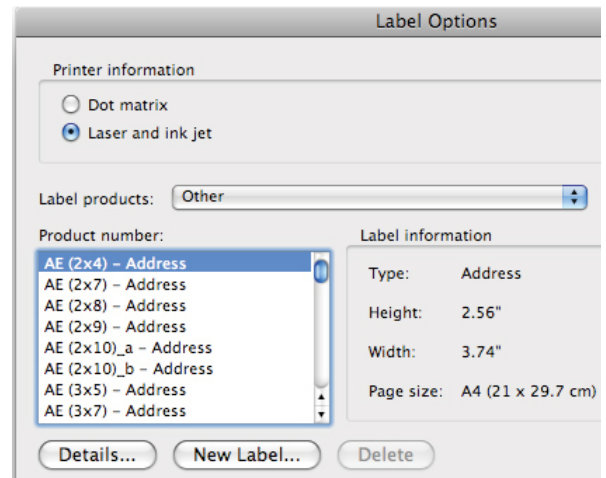 Label Options
Printer information
Dot matrix
Laser and ink jet
Label products: Other
Product number:
AE (2x4) – Address
AE (2x7) – Address
AE (2x8) – Address
AE (2x9) – Address
AE (2x10)_a – Address
AE (2x10)_b – Address
AE (3x5) – Address
AE (3x7) – Address
Label information
Type: Address
Height: 2.56"
Width: 3.74"
Page size: A4 (21 x 29.7 cm)
Details... New Label... Delete